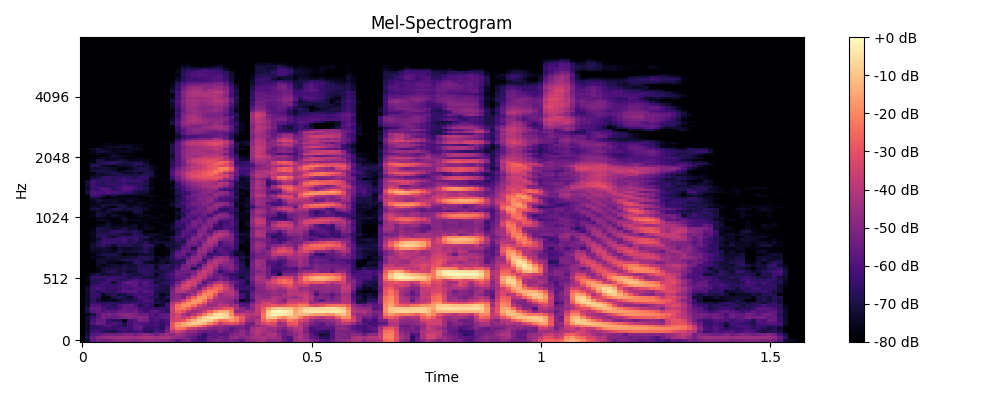 Mel-Spectrogram
+0 dB
4096
-10 dB
-20 dB
2048
-30 dB
Hz
1024
-40 dB
-50 dB
512
-60 dB
-70 dB
0
-80 dB
0
0.5
1
1.5
Time